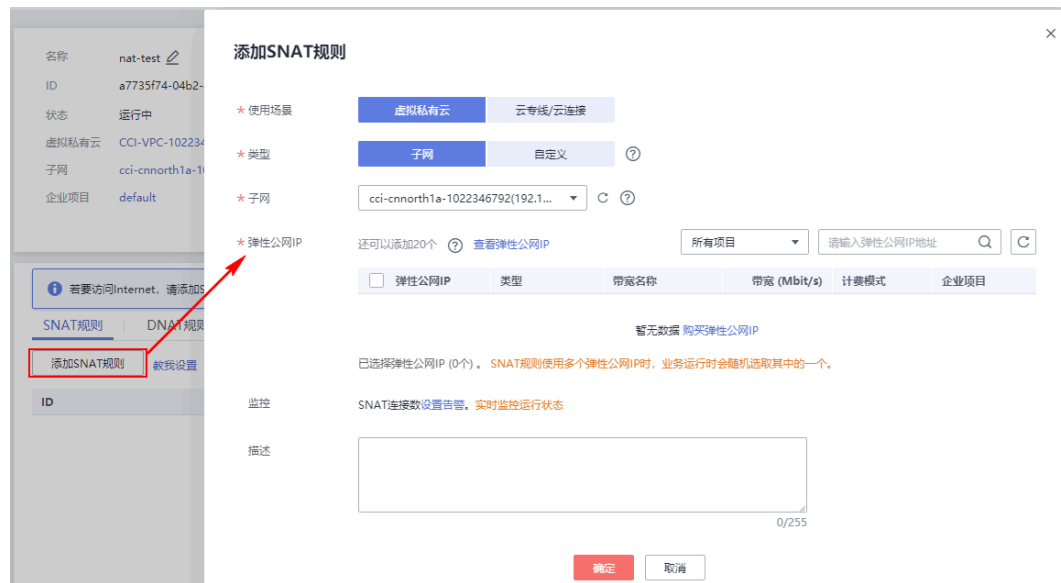 添加SNAT规则
×
名称 nat-test
ID a7735f74-04b2-
状态 运行中
虚拟私有云 CCI-VPC-102234
子网 cci-cnnorth1a-1
企业项目 default
若要访问Internet，请添加S
SNAT规则 | DNAT规则
添加SNAT规则 教我设置
ID
* 使用场景 虚拟私有云 云专线/云连接
* 类型 子网 自定义 ?
* 子网 cci-cnnorth1a-1022346792(192.1... ?
* 弹性公网IP 还可以添加20个 ? 查看弹性公网IP 所有项目 请输入弹性公网IP地址
弹性公网IP 类型 带宽名称 带宽 (Mbit/s) 计费模式 企业项目
暂无数据 购买弹性公网IP
已选择弹性公网IP (0个) 。 SNAT规则使用多个弹性公网IP时，业务运行时会随机选取其中的一个。
监控 SNAT连接数设置告警。实时监控运行状态
描述
0/255
确定 取消